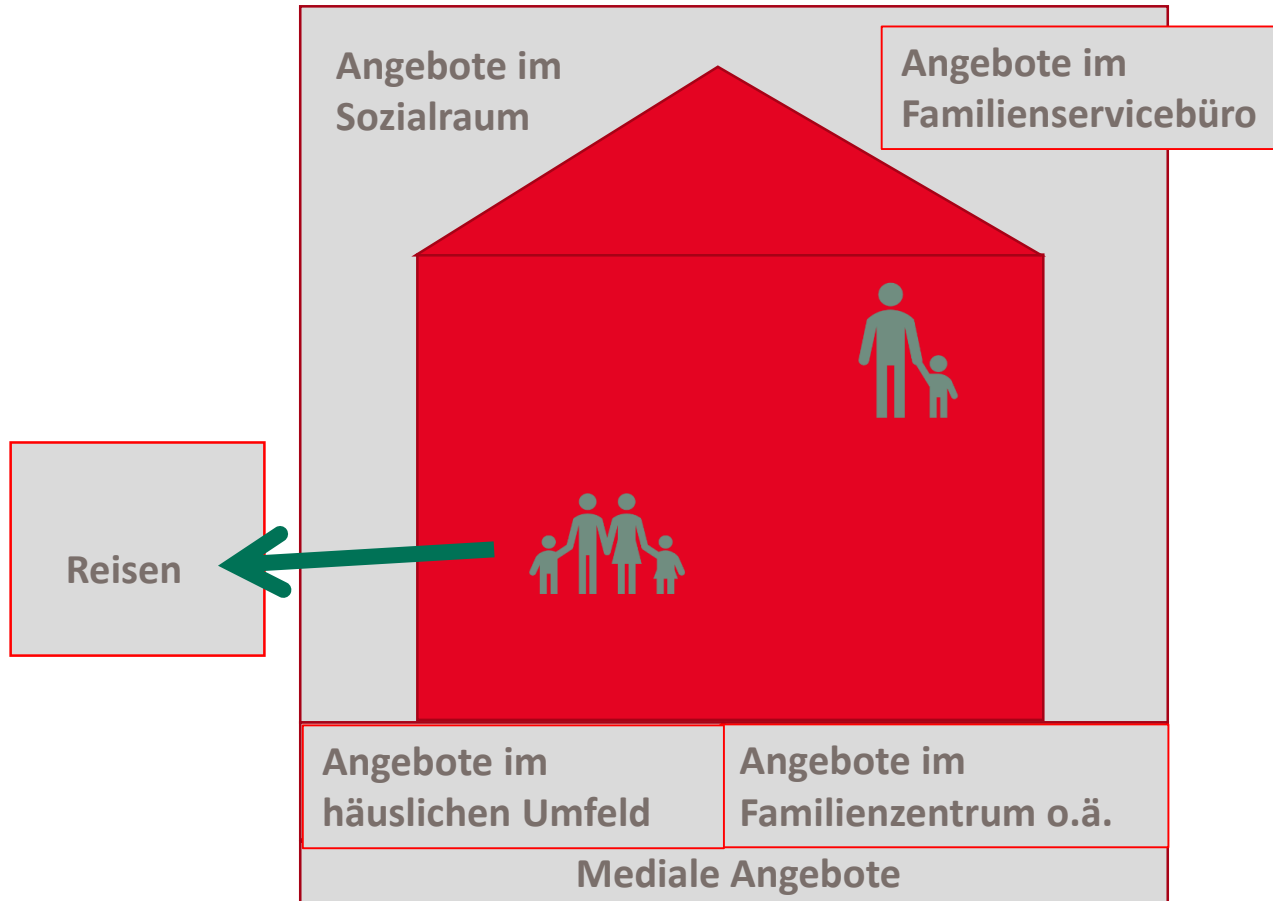 Angebote im
Sozialraum
Angebote im
Familienservicebüro
Reisen
Angebote im
häuslichen Umfeld
Angebote im
Familienzentrum o.ä.
Mediale Angebote